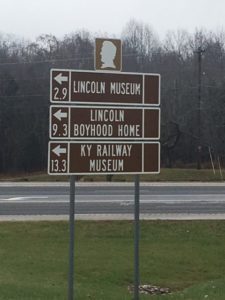 LINCOLN MUSEUM
2.9
LINCOLN
BOYHOOD HOME
9.3
KY RAILWAY
MUSEUM
13.3